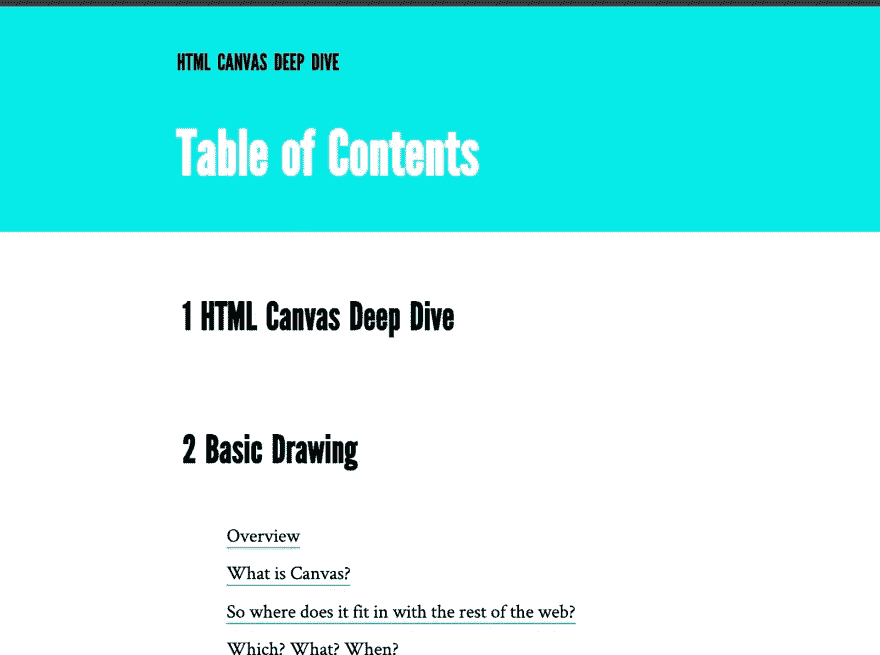 HTML CANVAS DEEP DIVE
Table of Contents
1 HTML Canvas Deep Dive
2 Basic Drawing
Overview
What is Canvas?
So where does it fit in with the rest of the web?
Which? What? When?